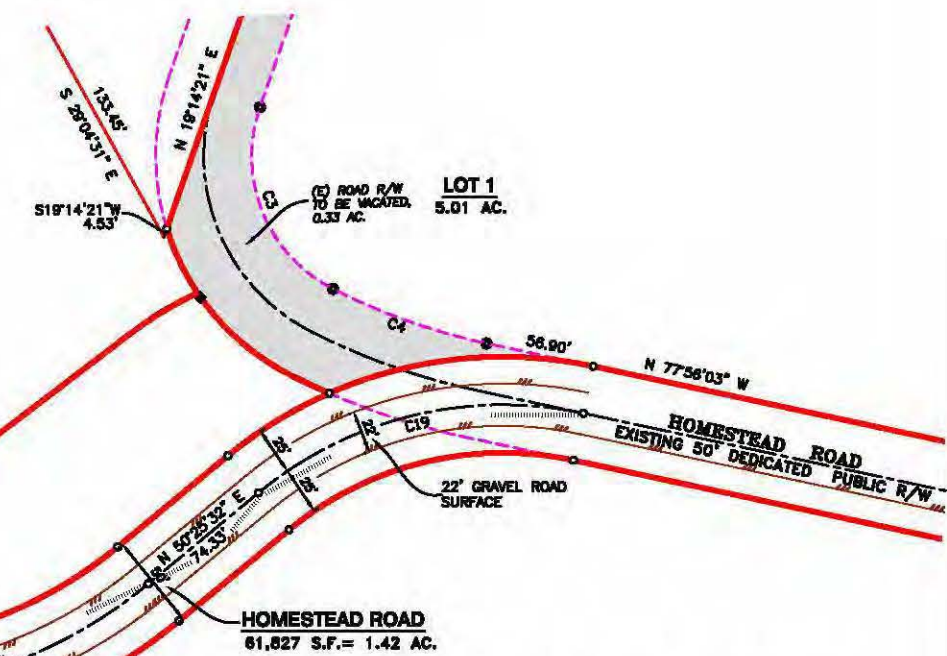 133.45'
S 29°04'31" E
N 19°14'21" E
S19°14'21"W
4.53'
(E) ROAD R/W
TO BE VACATED,
0.33 AC.
LOT 1
5.01 AC.
C3
C4
56.90'
N 77°56'03" W
HOMESTEAD ROAD
EXISTING 50' DEDICATED PUBLIC R/W
C19
22'
25'
25'
22' GRAVEL ROAD
SURFACE
N 50°25'32" E
74.33'
50'
HOMESTEAD ROAD
61,827 S.F.= 1.42 AC.